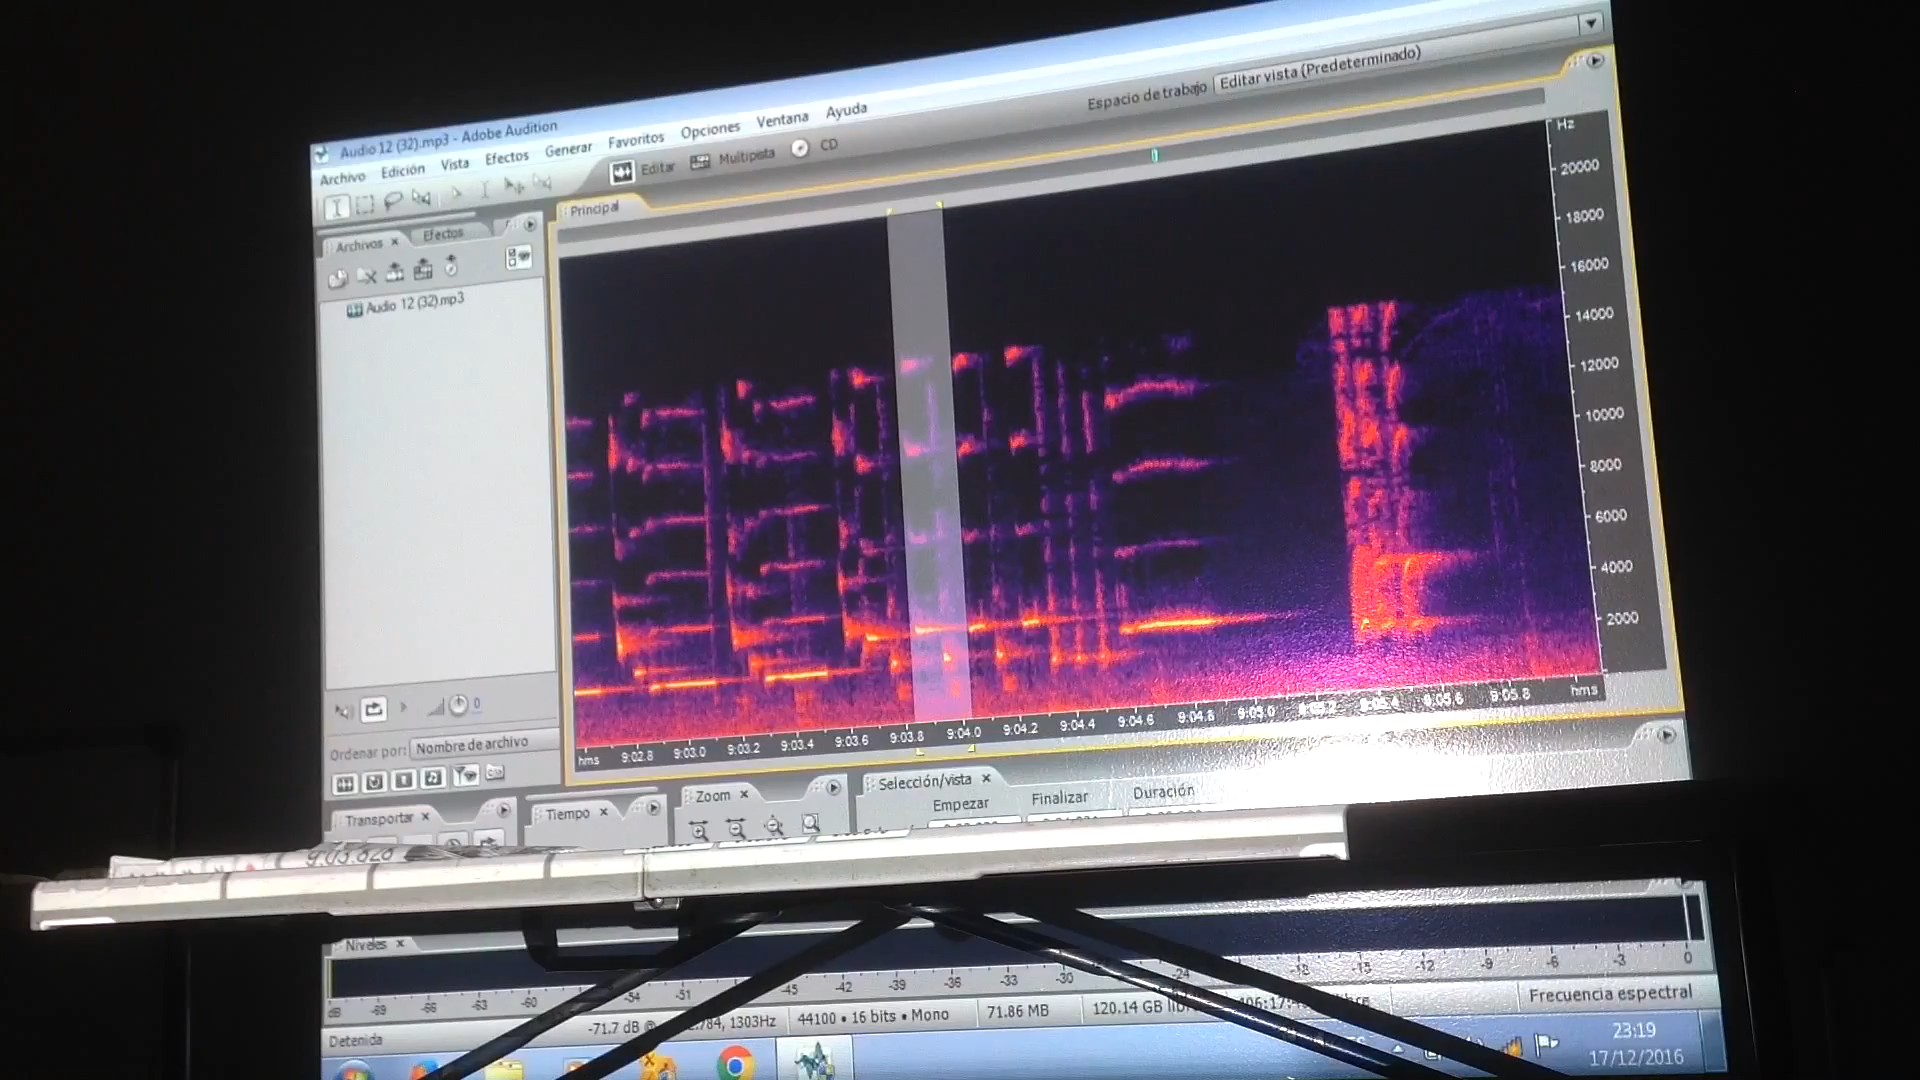 Audio 12 (32).mp3 - Adobe Audition
Archivo Edición Vista Efectos Generar Favoritos Opciones Ventana Ayuda
Editar Multipista CD
Espacio de trabajo Editar vista (Predeterminado)
Archivos Efectos
Principal
Audio 12 (32).mp3
Hz
20000
18000
16000
14000
12000
10000
8000
6000
4000
2000
hms 9:02.8 9:03.0 9:03.2 9:03.4 9:03.6 9:03.8 9:04.0 9:04.2 9:04.4 9:04.6 9:04.8 9:05.0 9:05.2 9:05.4 9:05.6 9:05.8 hms
0
Ordenar por: Nombre de archivo
Transportar Tiempo Zoom Selección/vista
Empezar Finalizar Duración
Niveles
dB -69 -66 -63 -60 -54 -51 -45 -42 -39 -36 -33 -30 -24 -18 -15 -12 -9 -6 -3 0
Detenida -71.7 dB @ 1303Hz 44100 • 16 bits • Mono 71.86 MB 120.14 GB Frecuencia espectral
23:19
17/12/2016